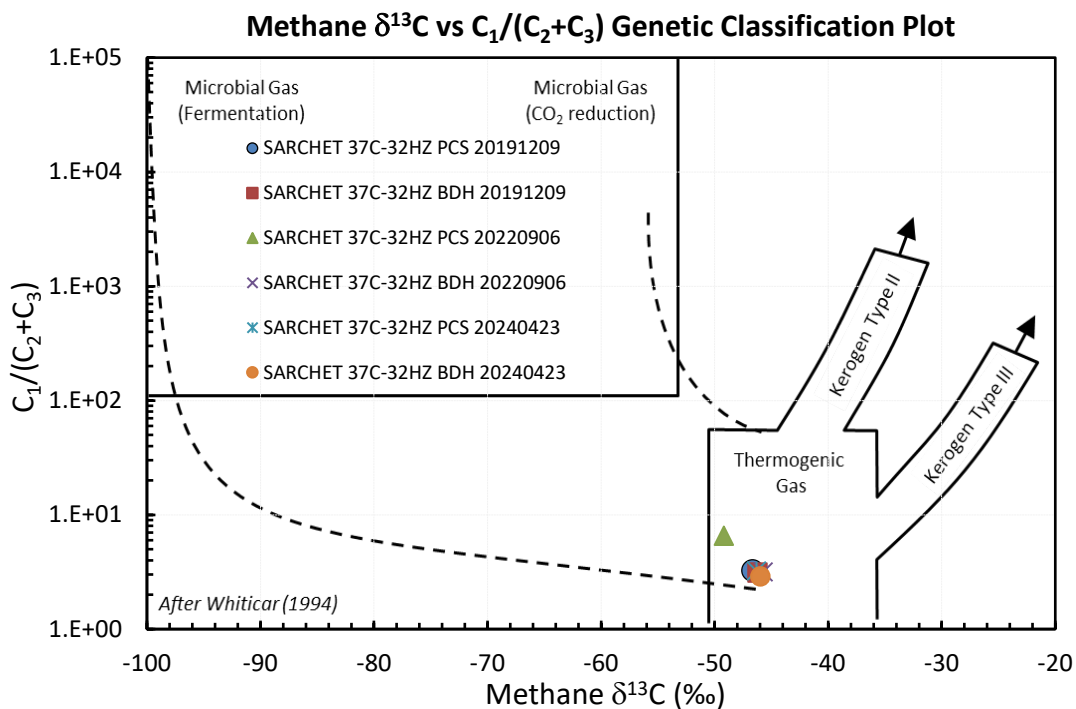 Methane δ¹³C vs C₁/(C₂+C₃) Genetic Classification Plot
C₁/(C₂+C₃)
1.E+05
1.E+04
1.E+03
1.E+02
1.E+01
1.E+00
Microbial Gas
(Fermentation)
Microbial Gas
(CO₂ reduction)
SARCHET 37C-32HZ PCS 20191209
SARCHET 37C-32HZ BDH 20191209
SARCHET 37C-32HZ PCS 20220906
SARCHET 37C-32HZ BDH 20220906
SARCHET 37C-32HZ PCS 20240423
SARCHET 37C-32HZ BDH 20240423
Kerogen Type II
Kerogen Type III
Thermogenic
Gas
After Whiticar (1994)
-100 -90 -80 -70 -60 -50 -40 -30 -20
Methane δ¹³C (‰)